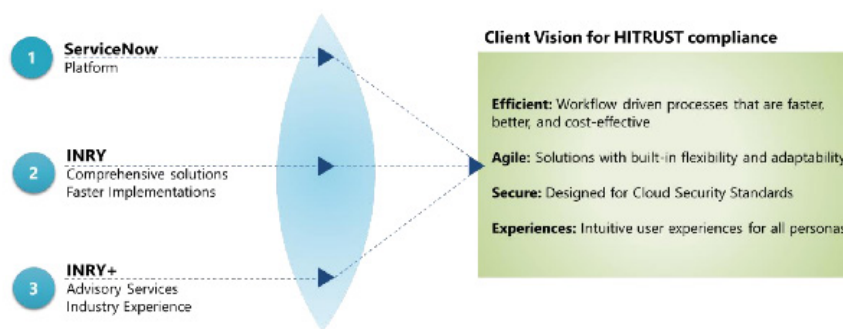 1
ServiceNow
Platform
2
INRY
Comprehensive solutions
Faster Implementations
3
INRY+
Advisory Services
Industry Experience
Client Vision for HITRUST compliance
Efficient: Workflow driven processes that are faster,
better, and cost-effective
Agile: Solutions with built-in flexibility and adaptability
Secure: Designed for Cloud Security Standards
Experiences: Intuitive user experiences for all personas